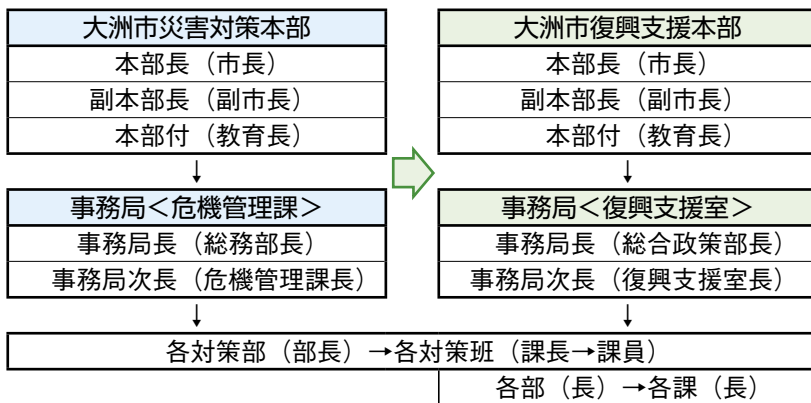 大洲市災害対策本部
本部長（市長）
副本部長（副市長）
本部付（教育長）
↓
事務局＜危機管理課＞
事務局長（総務部長）
事務局次長（危機管理課長）
↓
大洲市復興支援本部
本部長（市長）
副本部長（副市長）
本部付（教育長）
↓
事務局＜復興支援室＞
事務局長（総合政策部長）
事務局次長（復興支援室長）
↓
各対策部（部長）→各対策班（課長→課員）
各部（長）→各課（長）